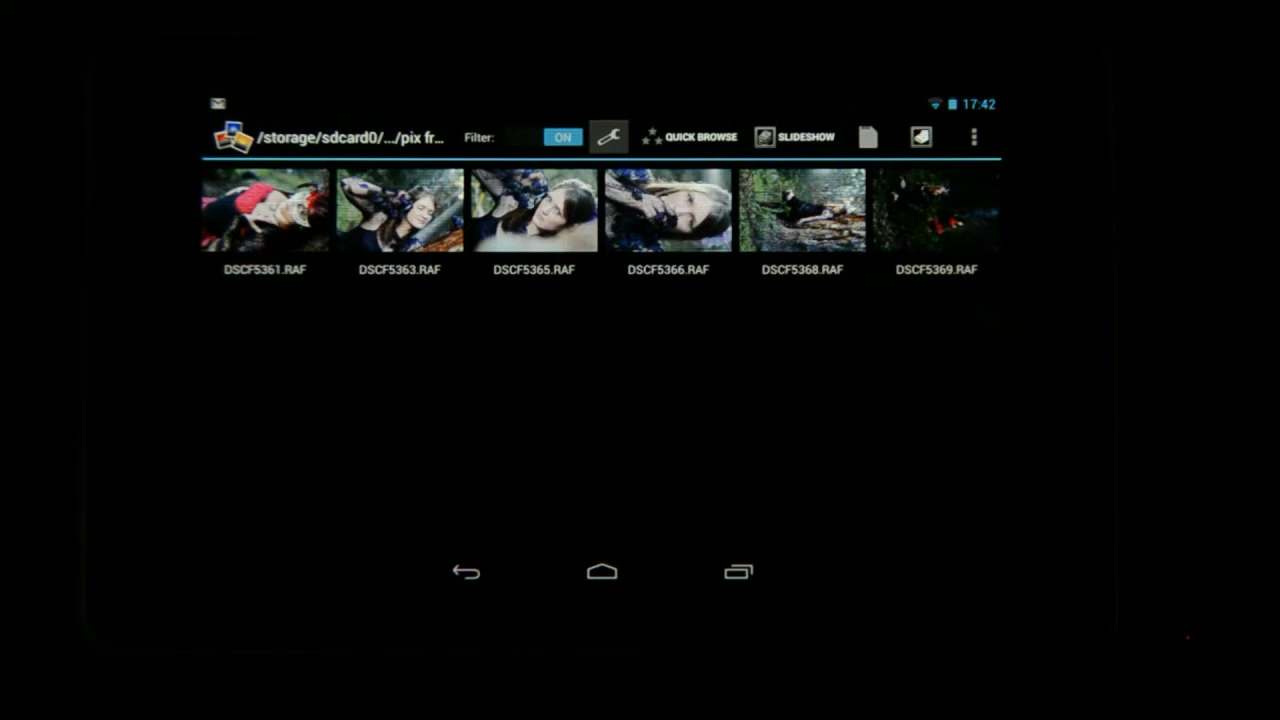 17:42
/storage/sdcard0/.../pix fr... Filter: ON QUICK BROWSE SLIDESHOW
DSCF5361.RAF DSCF5363.RAF DSCF5365.RAF DSCF5366.RAF DSCF5368.RAF DSCF5369.RAF